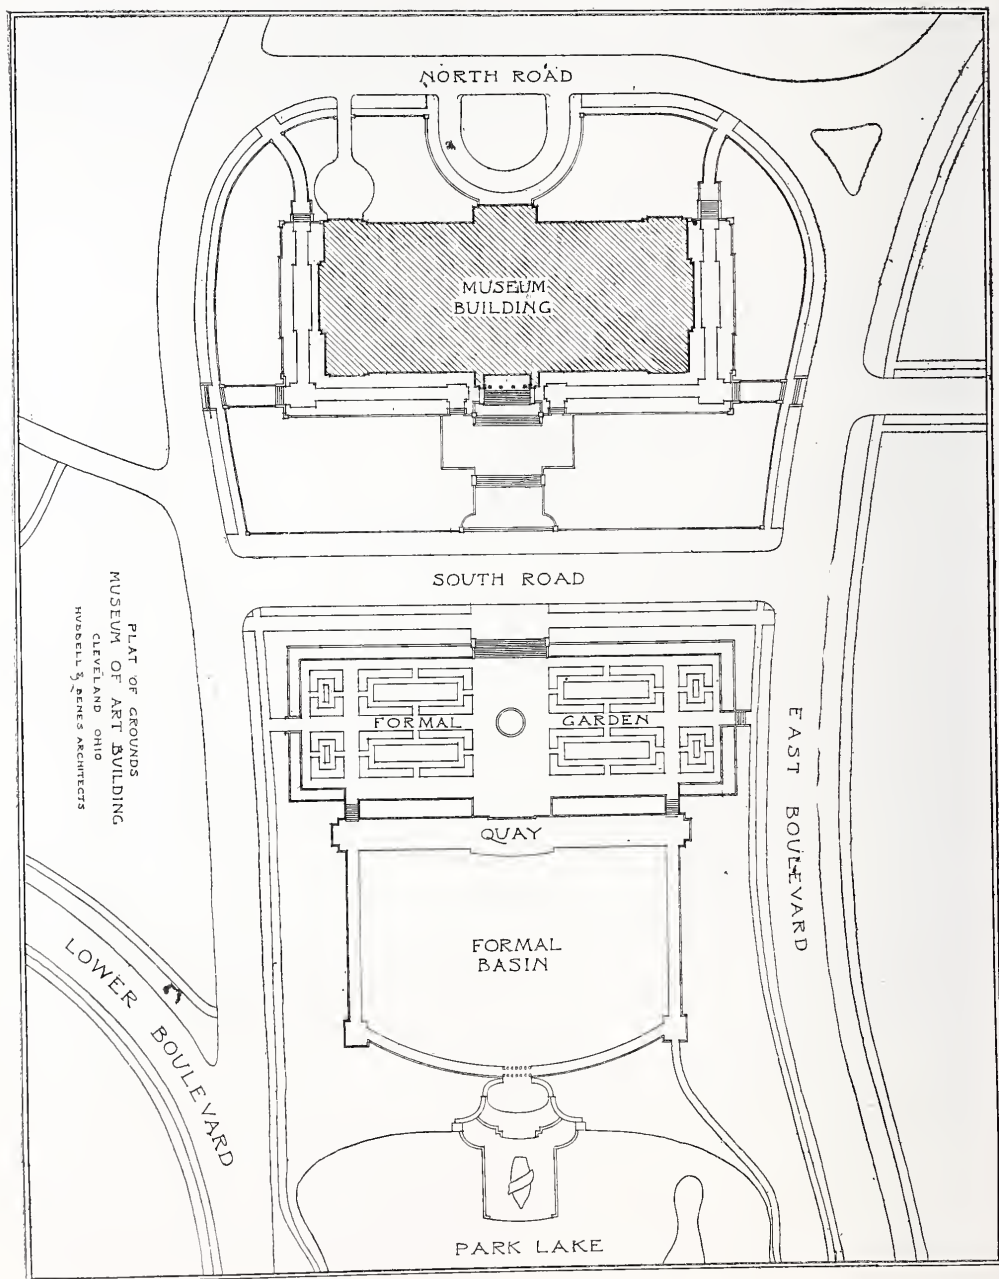 NORTH ROAD
MUSEUM
BUILDING
SOUTH ROAD
PLAT OF GROUNDS
MUSEUM OF ART BUILDING
CLEVELAND OHIO
HUBBELL & BENES ARCHITECTS
FORMAL GARDEN
EAST BOULEVARD
QUAY
FORMAL
BASIN
LOWER BOULEVARD
PARK LAKE